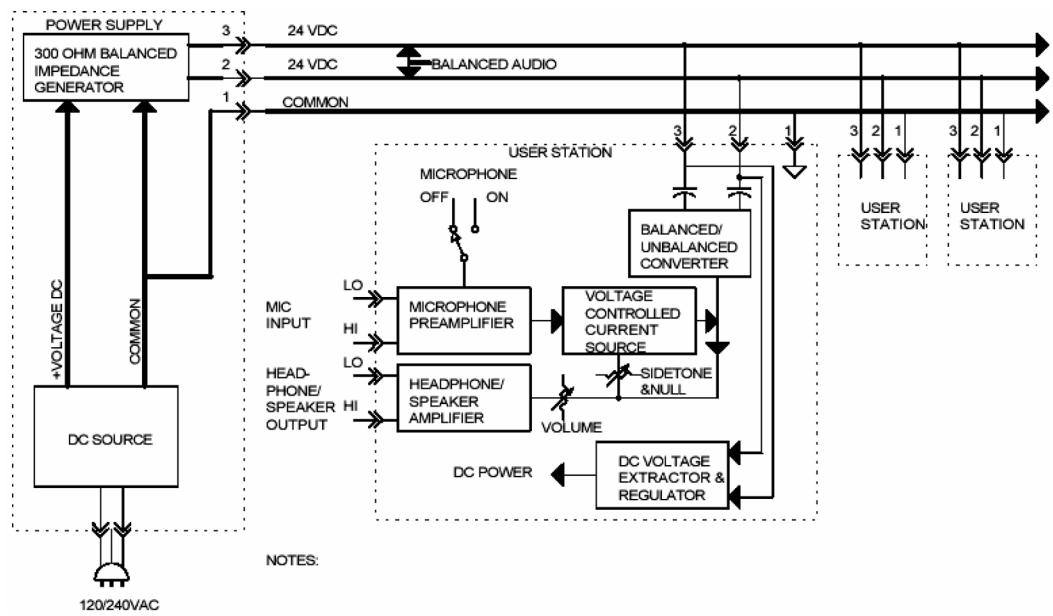 POWER SUPPLY
300 OHM BALANCED
IMPEDANCE
GENERATOR
3
24 VDC
2
24 VDC
BALANCED AUDIO
1
COMMON
+VOLTAGE DC
COMMON
DC SOURCE
120/240VAC
USER STATION
3
2
1
MICROPHONE
OFF
ON
BALANCED/
UNBALANCED
CONVERTER
MIC
INPUT
LO
HI
MICROPHONE
PREAMPLIFIER
VOLTAGE
CONTROLLED
CURRENT
SOURCE
HEAD-
PHONE/
SPEAKER
OUTPUT
LO
HI
HEADPHONE/
SPEAKER
AMPLIFIER
VOLUME
SIDETONE
&NULL
DC POWER
DC VOLTAGE
EXTRACTOR &
REGULATOR
3
2
1
USER
STATION
3
2
1
USER
STATION
NOTES: